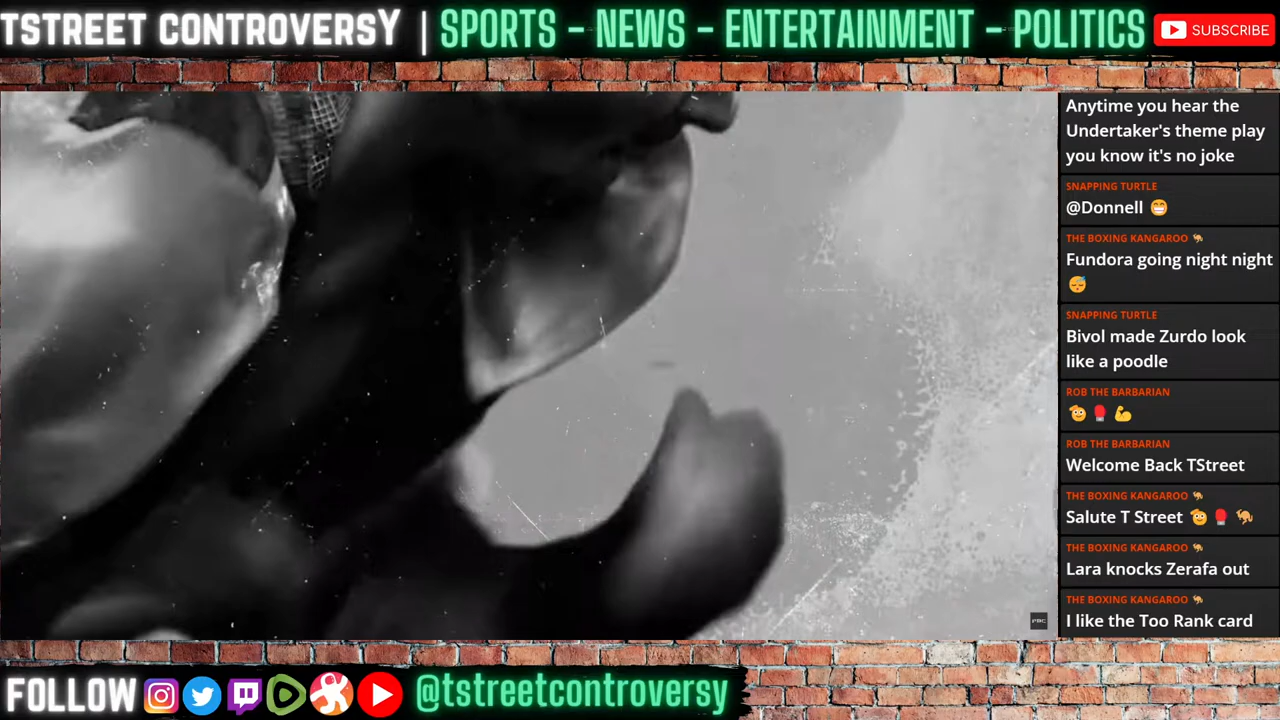 TSTREET CONTROVERSY | SPORTS - NEWS - ENTERTAINMENT - POLITICS
SUBSCRIBE
Anytime you hear the
Undertaker's theme play
you know it's no joke
SNAPPING TURTLE
@Donnell 😁
THE BOXING KANGAROO 🐪
Fundora going night night
😴
SNAPPING TURTLE
Bivol made Zurdo look
like a poodle
ROB THE BARBARIAN
🫡 🥊 💪
ROB THE BARBARIAN
Welcome Back TStreet
THE BOXING KANGAROO 🐪
Salute T Street 🫡 🥊 🐪
THE BOXING KANGAROO 🐪
Lara knocks Zerafa out
THE BOXING KANGAROO 🐪
I like the Too Rank card
FOLLOW @tstreetcontroversy